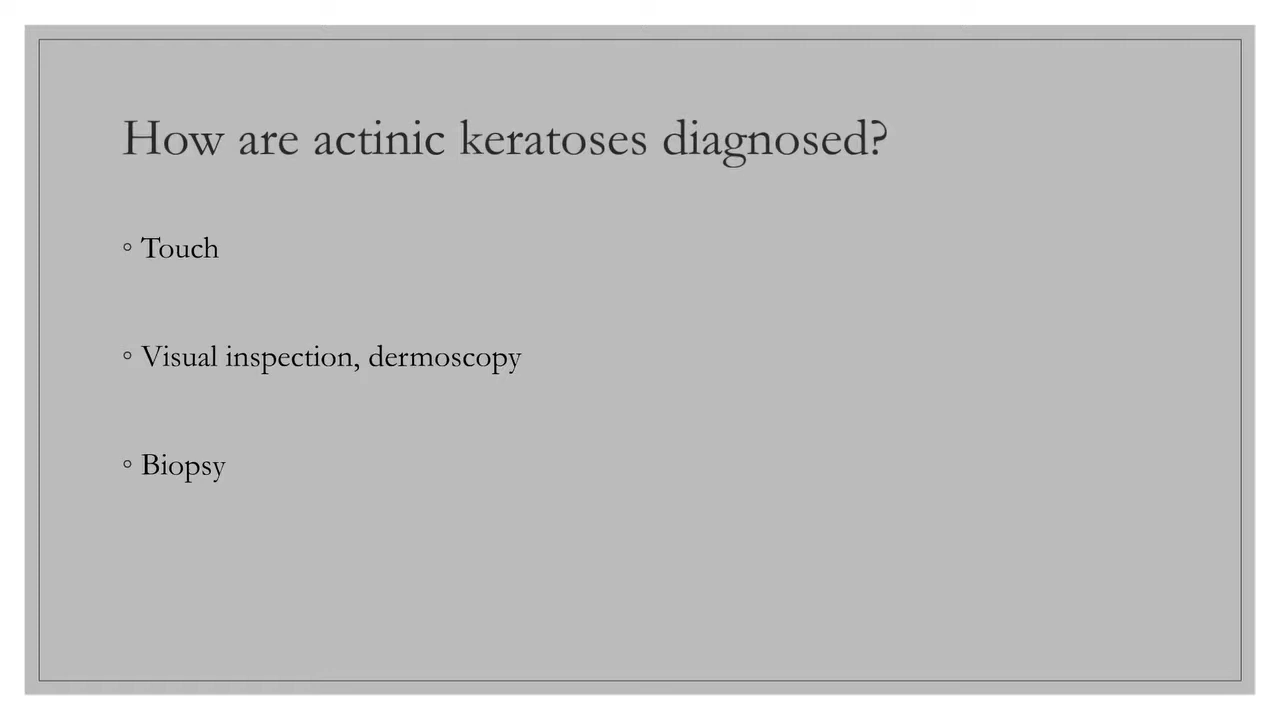 How are actinic keratoses diagnosed?
◦ Touch
◦ Visual inspection, dermoscopy
◦ Biopsy